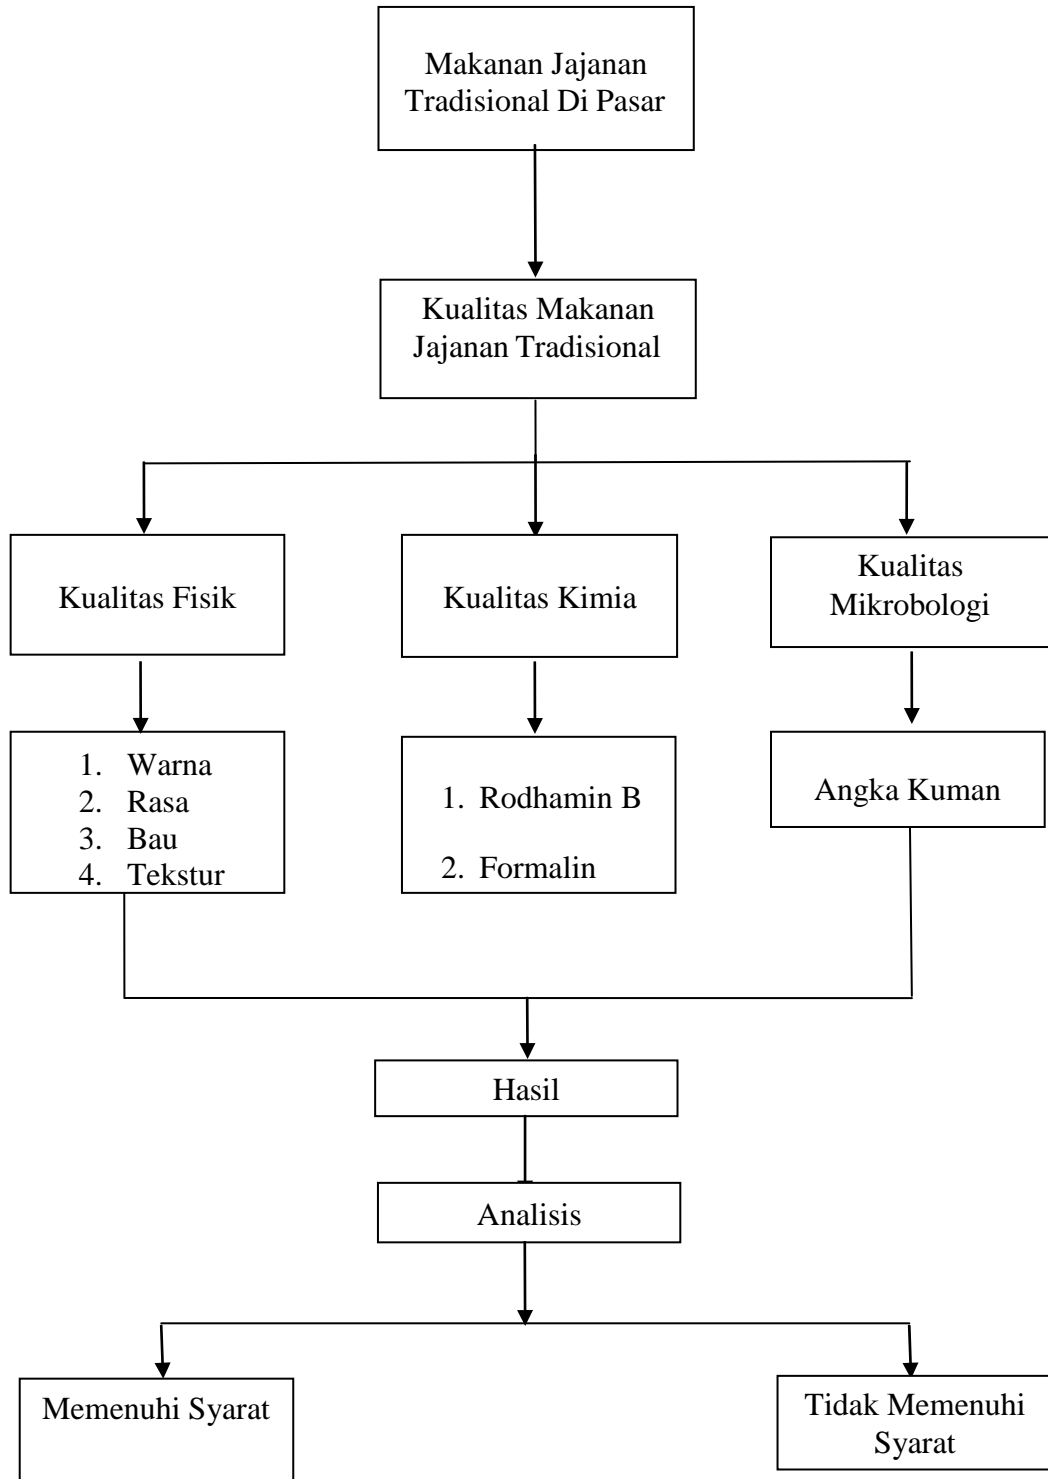 Makanan Jajanan
Tradisional Di Pasar
Kualitas Makanan
Jajanan Tradisional
Kualitas Fisik
Kualitas Kimia
Kualitas
Mikrobologi
1. Warna
2. Rasa
3. Bau
4. Tekstur
1. Rodhamin B
2. Formalin
Angka Kuman
Hasil
Analisis
Memenuhi Syarat
Tidak Memenuhi
Syarat